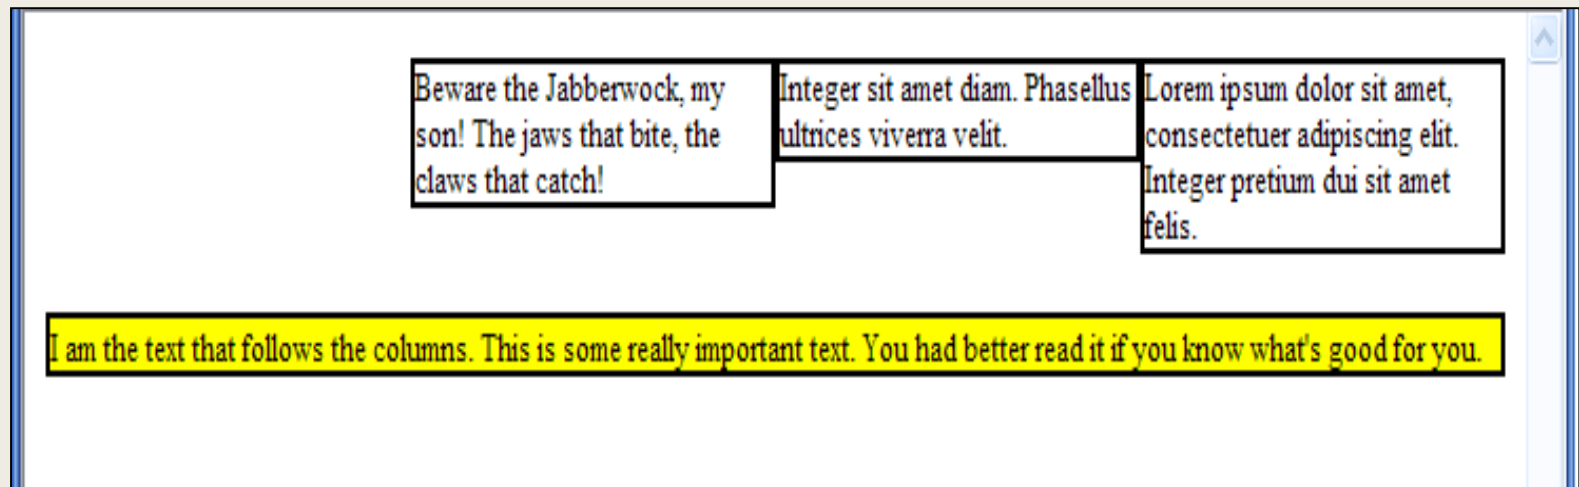 Beware the Jabberwock, my
son! The jaws that bite, the
claws that catch!
Integer sit amet diam. Phasellus
ultrices viverra velit.
Lorem ipsum dolor sit amet,
consectetuer adipiscing elit.
Integer pretium dui sit amet
felis.
I am the text that follows the columns. This is some really important text. You had better read it if you know what's good for you.